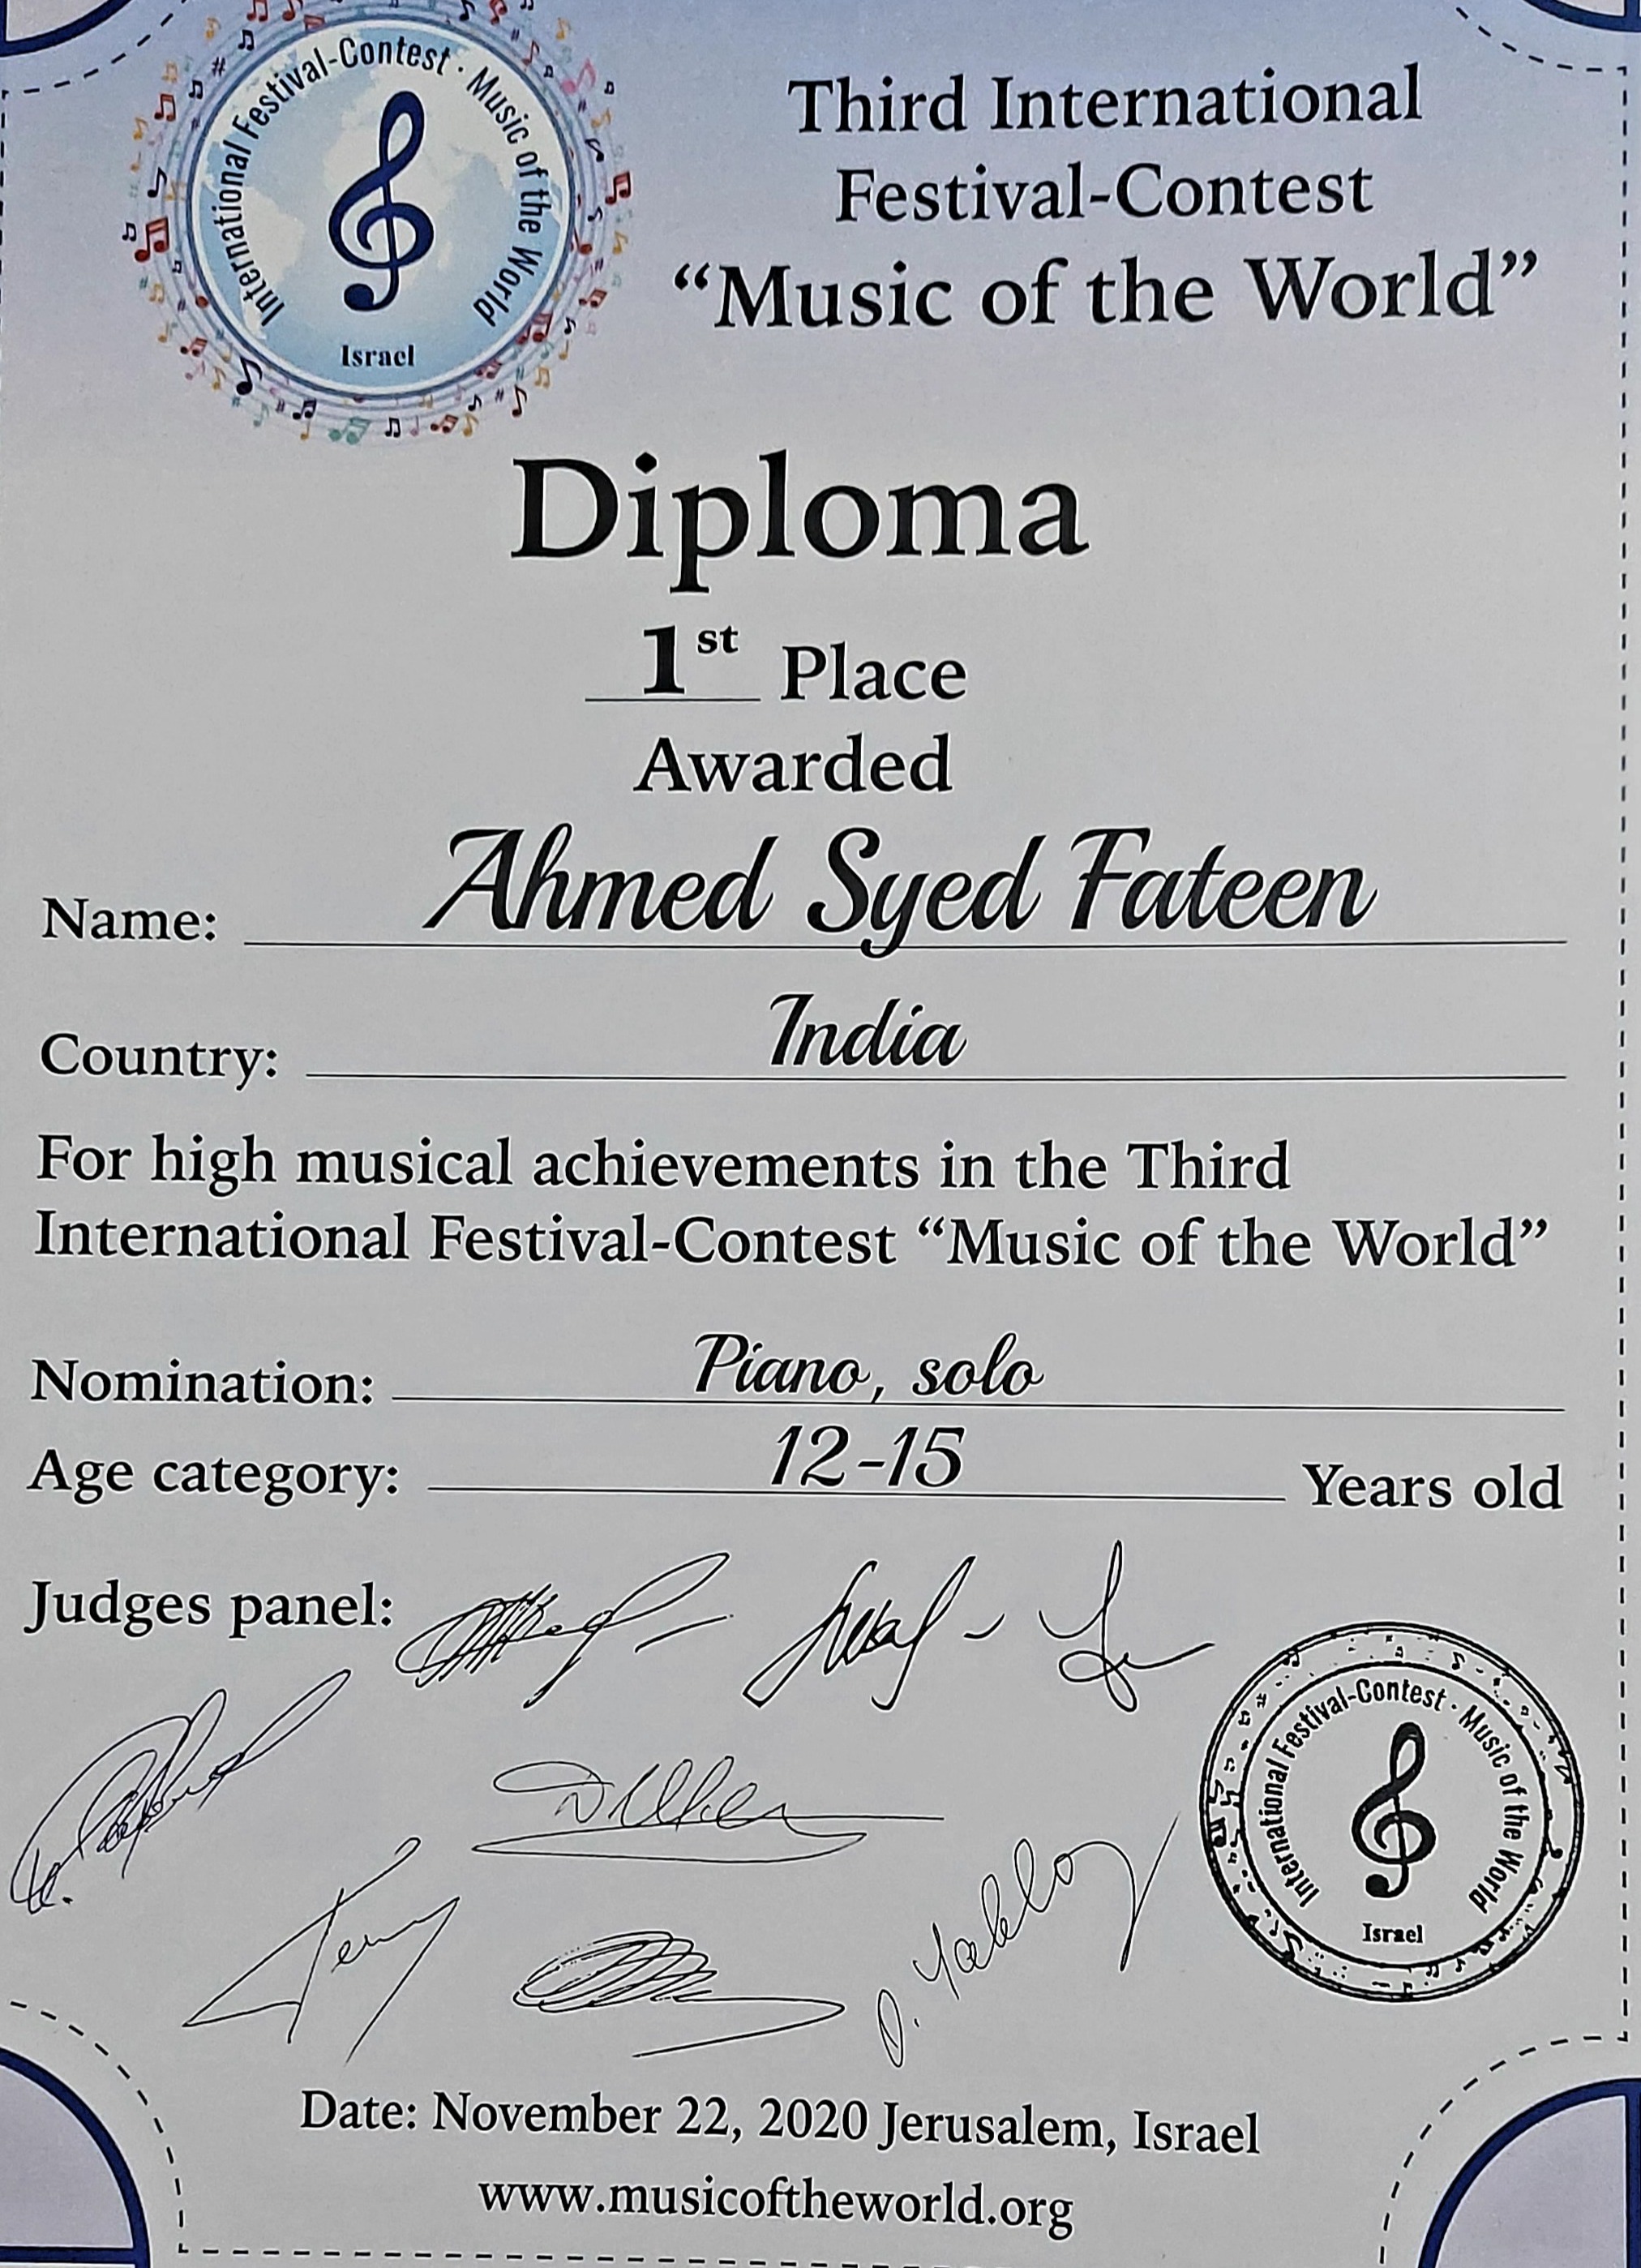 International Festival-Contest · Music of the World
Israel
Third International
Festival-Contest
“Music of the World”
Diploma
1st Place
Awarded
Name: Ahmed Syed Fateen
Country: India
For high musical achievements in the Third
International Festival-Contest “Music of the World”
Nomination: Piano, solo
Age category: 12-15 Years old
Judges panel:
International Festival-Contest · Music of the World
Israel
Date: November 22, 2020 Jerusalem, Israel
www.musicoftheworld.org